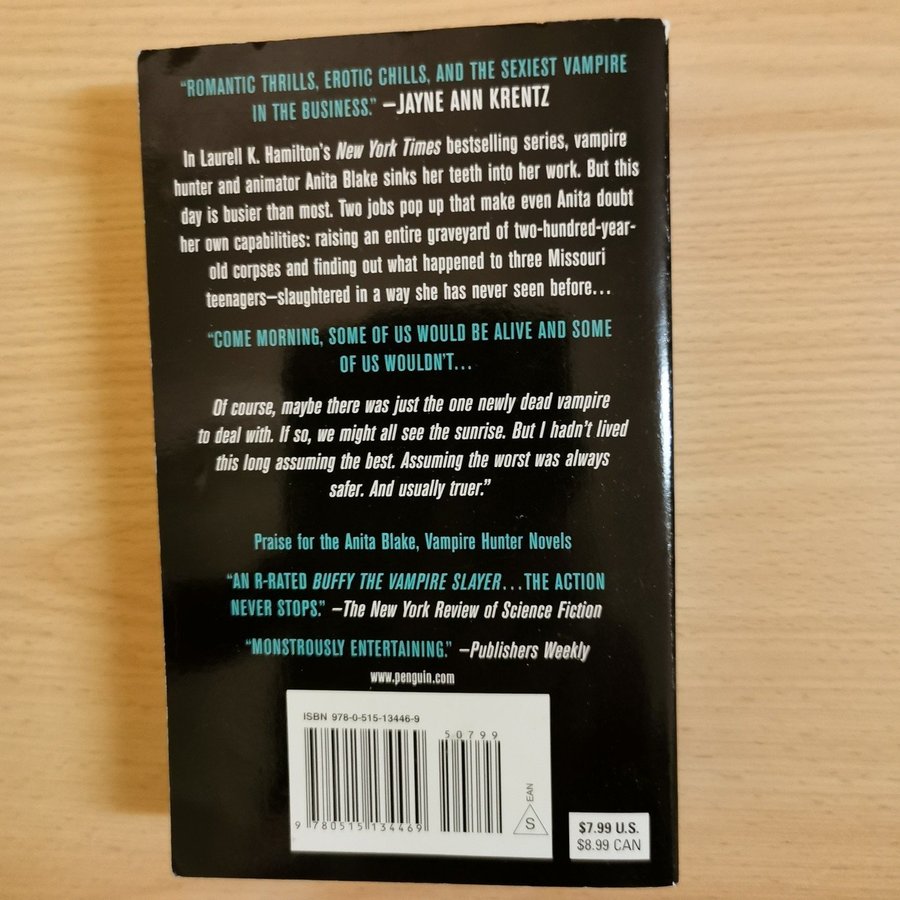 “ROMANTIC THRILLS, EROTIC CHILLS, AND THE SEXIEST VAMPIRE
IN THE BUSINESS.” —JAYNE ANN KRENTZ
In Laurell K. Hamilton’s New York Times bestselling series, vampire
hunter and animator Anita Blake sinks her teeth into her work. But this
day is busier than most. Two jobs pop up that make even Anita doubt
her own capabilities: raising an entire graveyard of two-hundred-year-
old corpses and finding out what happened to three Missouri
teenagers—slaughtered in a way she has never seen before...
“COME MORNING, SOME OF US WOULD BE ALIVE AND SOME
OF US WOULDN’T...
Of course, maybe there was just the one newly dead vampire
to deal with. If so, we might all see the sunrise. But I hadn’t lived
this long assuming the best. Assuming the worst was always
safer. And usually truer.”
Praise for the Anita Blake, Vampire Hunter Novels
“AN R-RATED BUFFY THE VAMPIRE SLAYER...THE ACTION
NEVER STOPS.” —The New York Review of Science Fiction
“MONSTROUSLY ENTERTAINING.” —Publishers Weekly
www.penguin.com
ISBN 978-0-515-13446-9
50799
9 780515 134469
EAN
S
$7.99 U.S.
$8.99 CAN